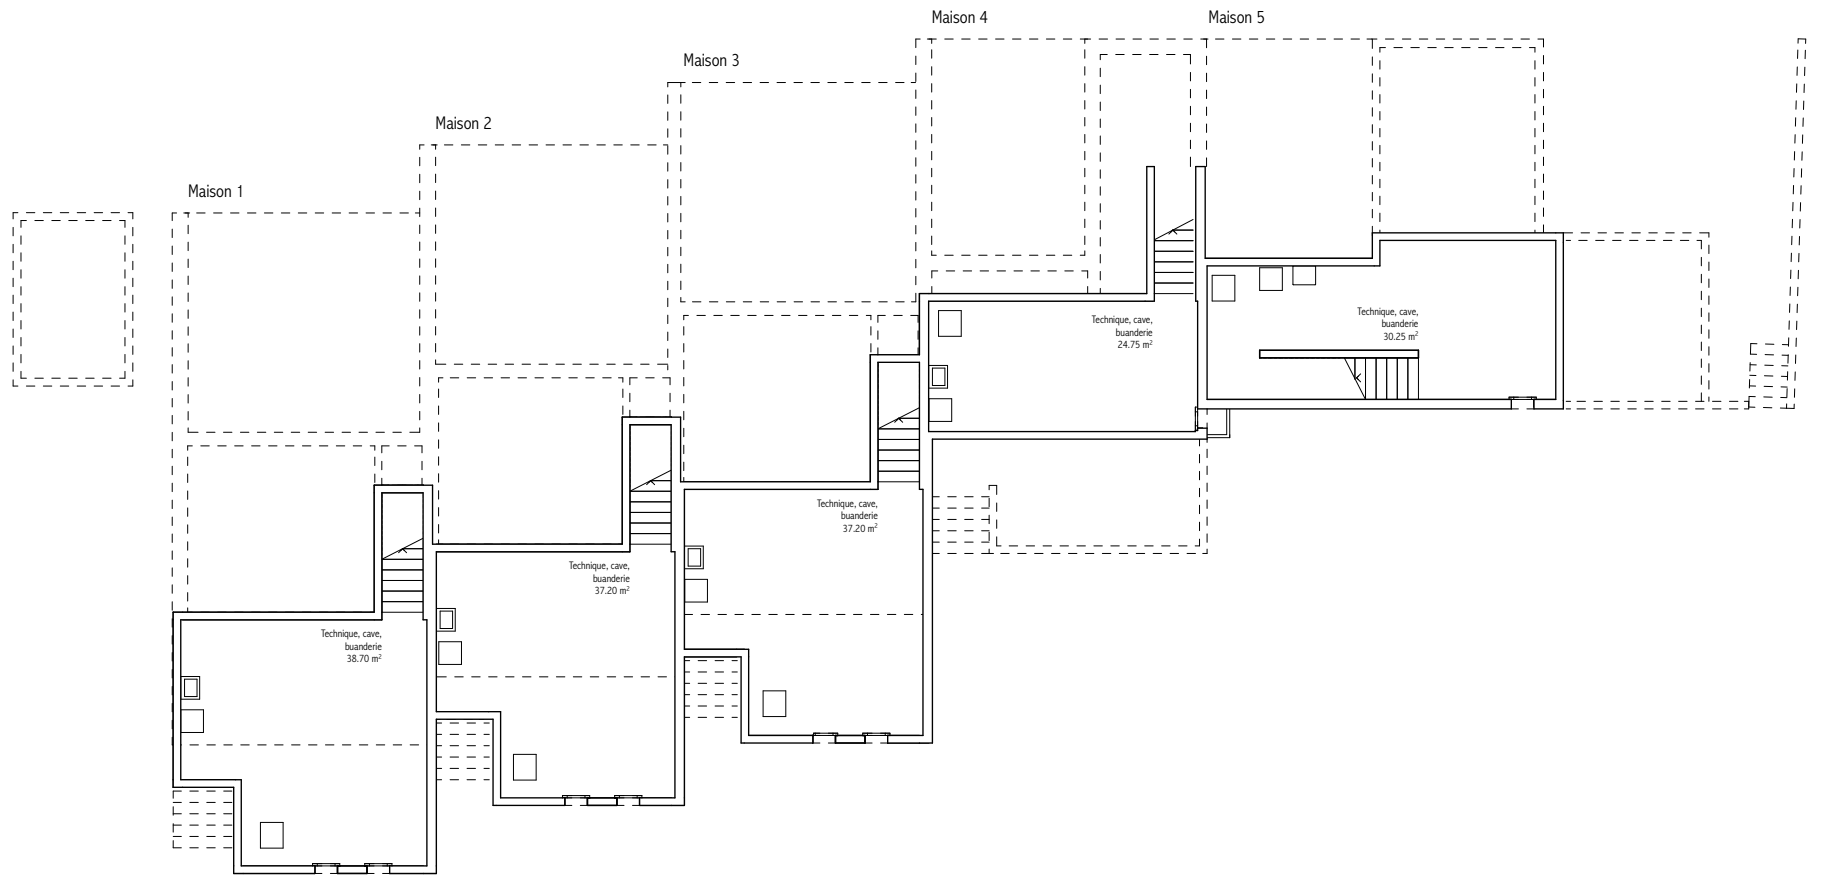 Maison 1
Maison 2
Maison 3
Maison 4
Maison 5
Technique, cave,
buanderie
38.70 m²
Technique, cave,
buanderie
37.20 m²
Technique, cave,
buanderie
37.20 m²
Technique, cave,
buanderie
24.75 m²
Technique, cave,
buanderie
30.25 m²